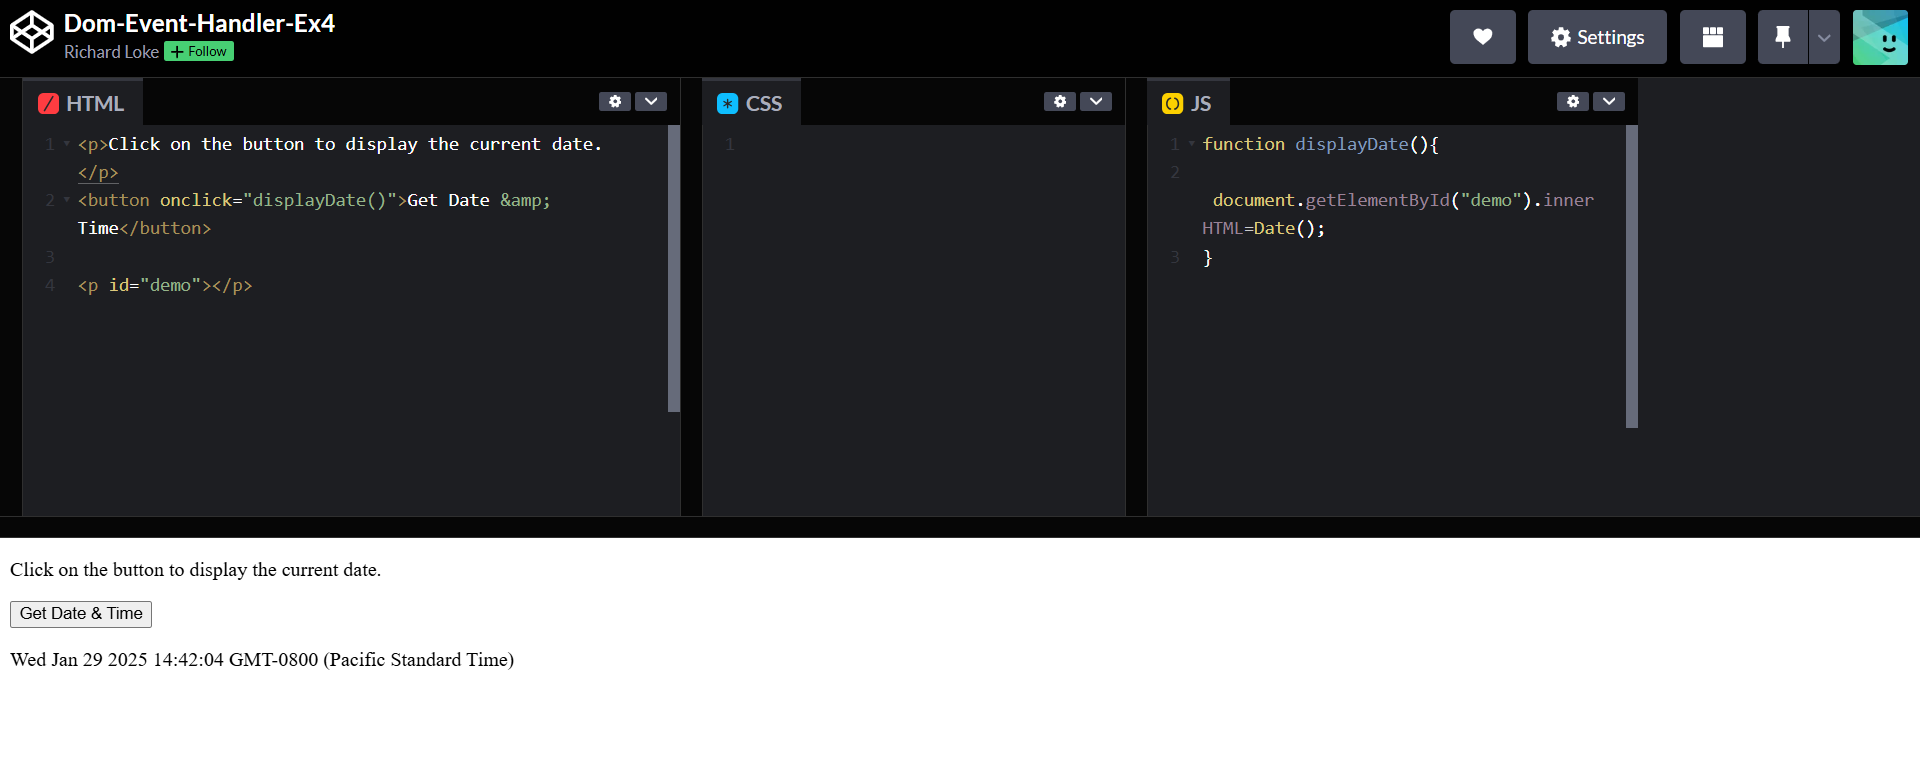 Dom-Event-Handler-Ex4
Richard Loke + Follow
Settings
HTML
1 <p>Click on the button to display the current date.
</p>
2 <button onclick="displayDate()">Get Date &amp;
Time</button>
3
4 <p id="demo"></p>
CSS
1
JS
1 function displayDate(){
2
document.getElementById("demo").inner
HTML=Date();
3 }
Click on the button to display the current date.
Get Date & Time
Wed Jan 29 2025 14:42:04 GMT-0800 (Pacific Standard Time)